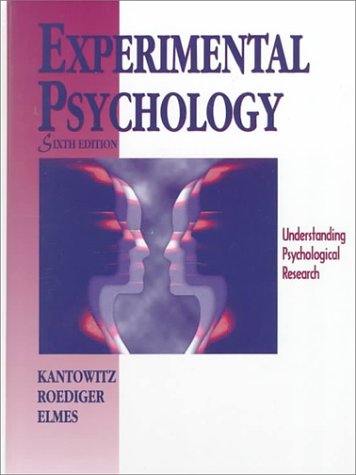 EXPERIMENTAL
PSYCHOLOGY
SIXTH EDITION
Understanding
Psychological
Research
KANTOWITZ
ROEDIGER
ELMES